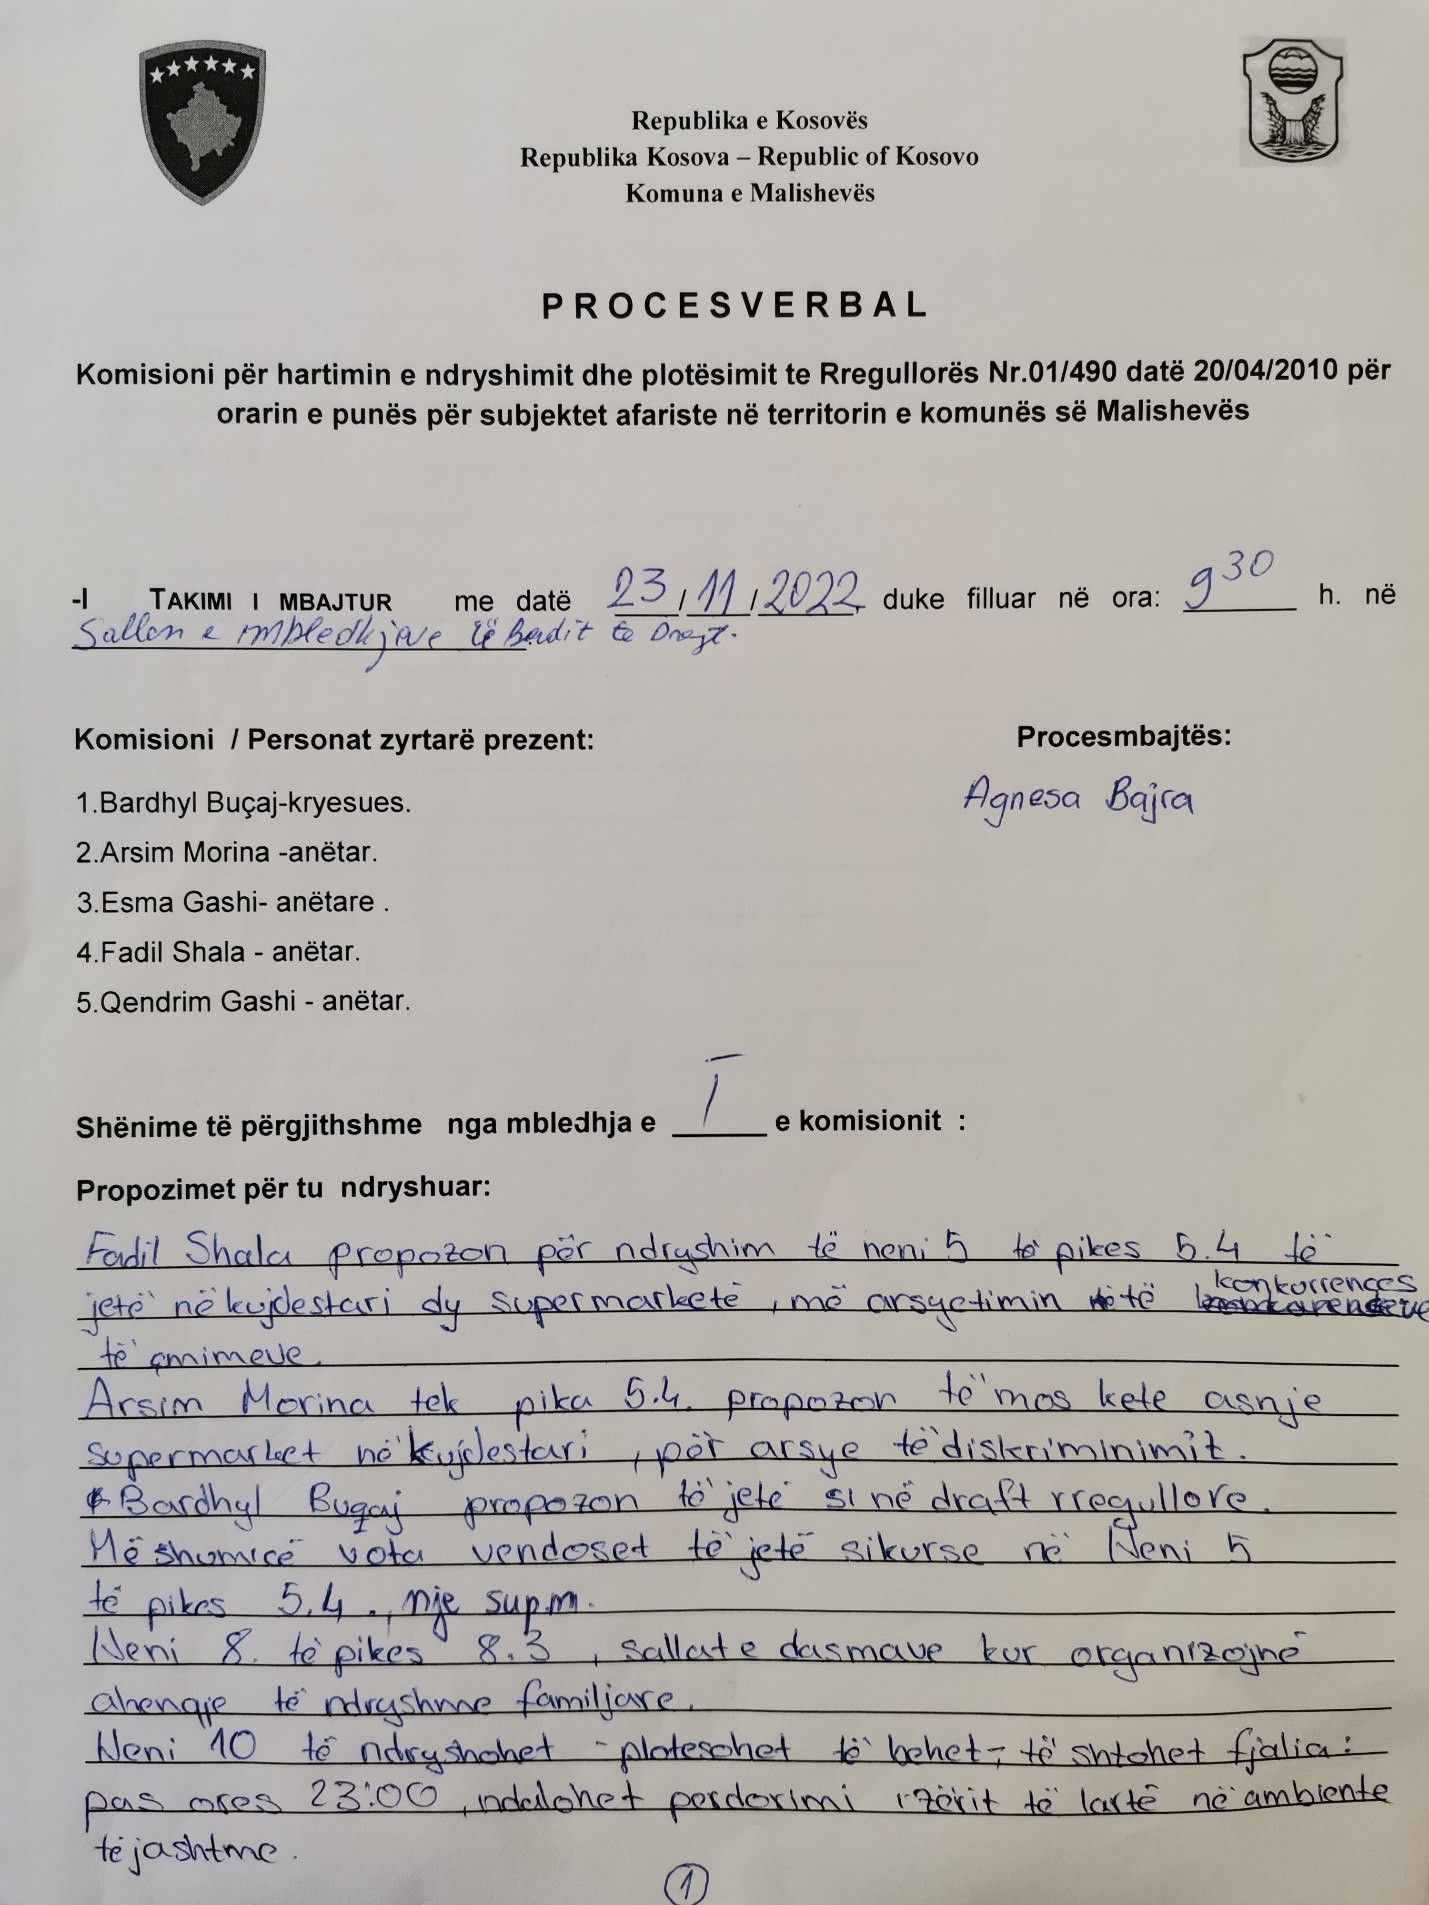 Republika e Kosovës
Republika Kosova – Republic of Kosovo
Komuna e Malishevës
PROCESVERBAL
Komisioni për hartimin e ndryshimit dhe plotësimit te Rregullorës Nr.01/490 datë 20/04/2010 për
orarin e punës për subjektet afariste në territorin e komunës së Malishevës
-I TAKIMI I MBAJTUR me datë 23/11/2022, duke filluar në ora: 9 30 h. në
Sallen e mbledhjeve të
Komisioni / Personat zyrtarë prezent:
Procesmbajtës:
1.Bardhyl Buçaj-kryesues.
Agnesa Bajra
2.Arsim Morina -anëtar.
3.Esma Gashi- anëtare .
4.Fadil Shala - anëtar.
5.Qendrim Gashi - anëtar.
Shënime të përgjithshme nga mbledhja e I e komisionit :
Propozimet për tu ndryshuar:
Fadil Shala propozon për ndryshim të neni 5 të pikes 5.4 të
jetë në kujdestari dy supermarketë, më arsyetimin të konkorrences
të çmimeve.
Arsim Morina tek pika 5.4. propozon të mos kete asnje
supermarket në kujdestari, për arsye të diskriminimit.
Bardhyl Buqaj propozon të jetë si në draft rregullore.
Më shumicë vota vendoset të jetë sikurse në Neni 5
të pikes 5.4., nje sup.m.
Neni 8. të pikës 8.3, sallat e dasmave kur organizojnë
ahengje të ndryshme familjare.
Neni 10 të ndryshohet - plotesohet të behet, të shtohet fjalia:
pas ores 23:00, ndalohet perdorimi i zërit të lartë në ambiente
të jashtme.
1